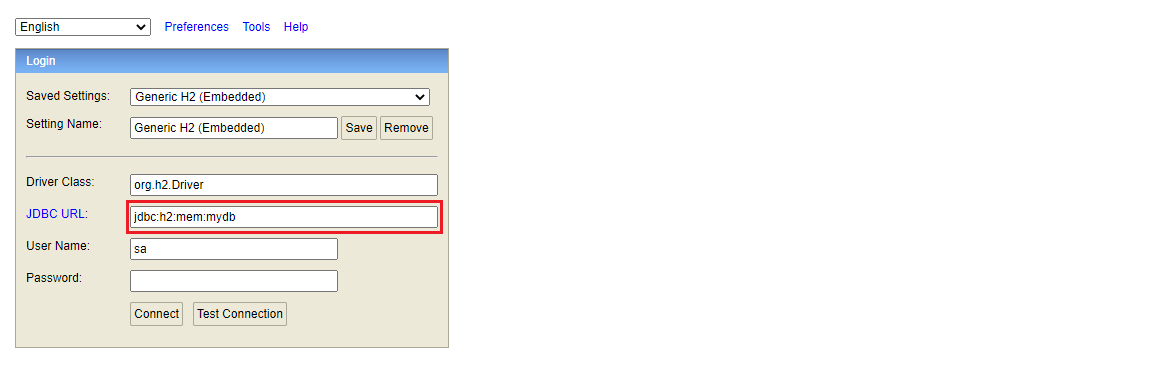 English Preferences Tools Help
Login
Saved Settings: Generic H2 (Embedded)
Setting Name: Generic H2 (Embedded) Save Remove
Driver Class: org.h2.Driver
JDBC URL: jdbc:h2:mem:mydb
User Name: sa
Password:
Connect Test Connection